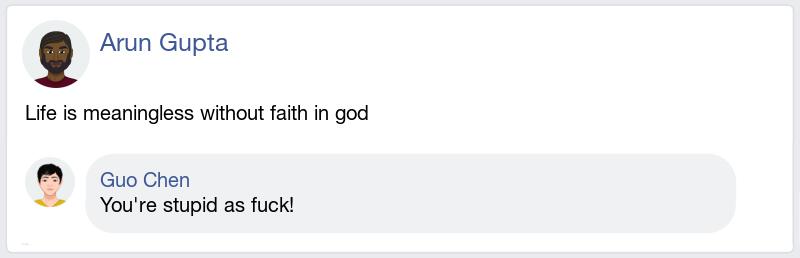 Arun Gupta
Life is meaningless without faith in god
Guo Chen
You're stupid as fuck!